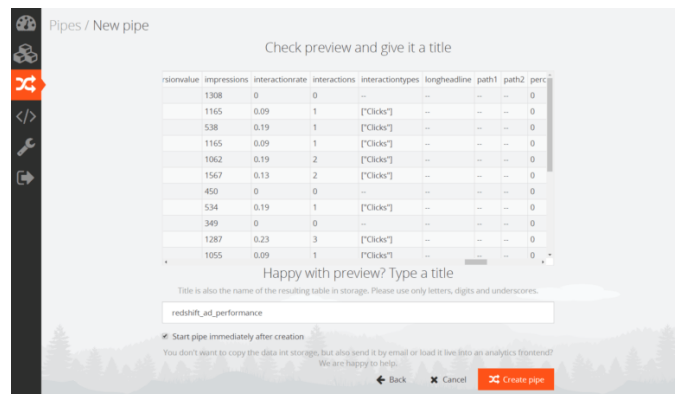 Pipes / New pipe
Check preview and give it a title
rsionvalue impressions interactionrate interactions interactiontypes longheadline path1 path2 perc
1308 0 0 -- -- -- -- 0
1165 0.09 1 ["Clicks"] -- -- -- 0
538 0.19 1 ["Clicks"] -- -- -- 0
1165 0.09 1 ["Clicks"] -- -- -- 0
1062 0.19 2 ["Clicks"] -- -- -- 0
1567 0.13 2 ["Clicks"] -- -- -- 0
450 0 0 -- -- -- -- 0
534 0.19 1 ["Clicks"] -- -- -- 0
349 0 0 -- -- -- -- 0
1287 0.23 3 ["Clicks"] -- -- -- 0
1055 0.09 1 ["Clicks"] -- -- -- 0
Happy with preview? Type a title
Title is also the name of the resulting table in storage. Please use only letters, digits and underscores.
redshift_ad_performance
Start pipe immediately after creation
You don't want to copy the data int storage, but also send it by email or load it live into an analytics frontend?
We are happy to help.
Back Cancel Create pipe